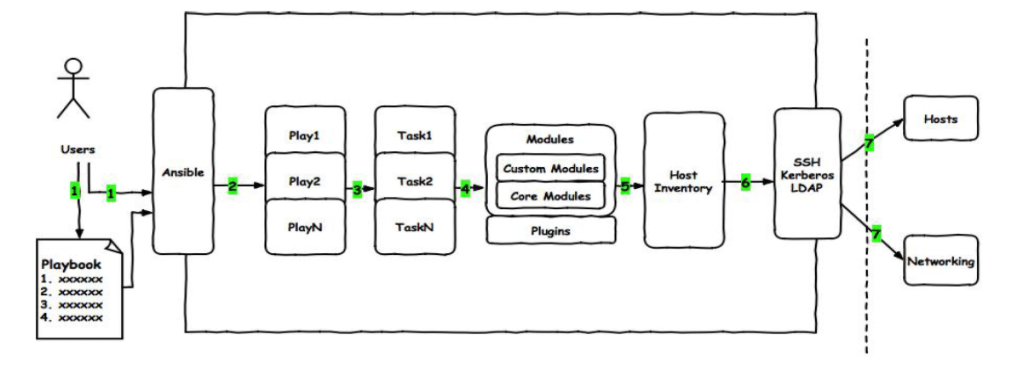 Users
1
1
Playbook
1. xxxxxx
2. xxxxxx
3. xxxxxx
4. xxxxxx
Ansible
2
Play1
Play2
PlayN
3
Task1
Task2
TaskN
4
Modules
Custom Modules
Core Modules
Plugins
5
Host
Inventory
6
SSH
Kerberos
LDAP
7
7
Hosts
Networking